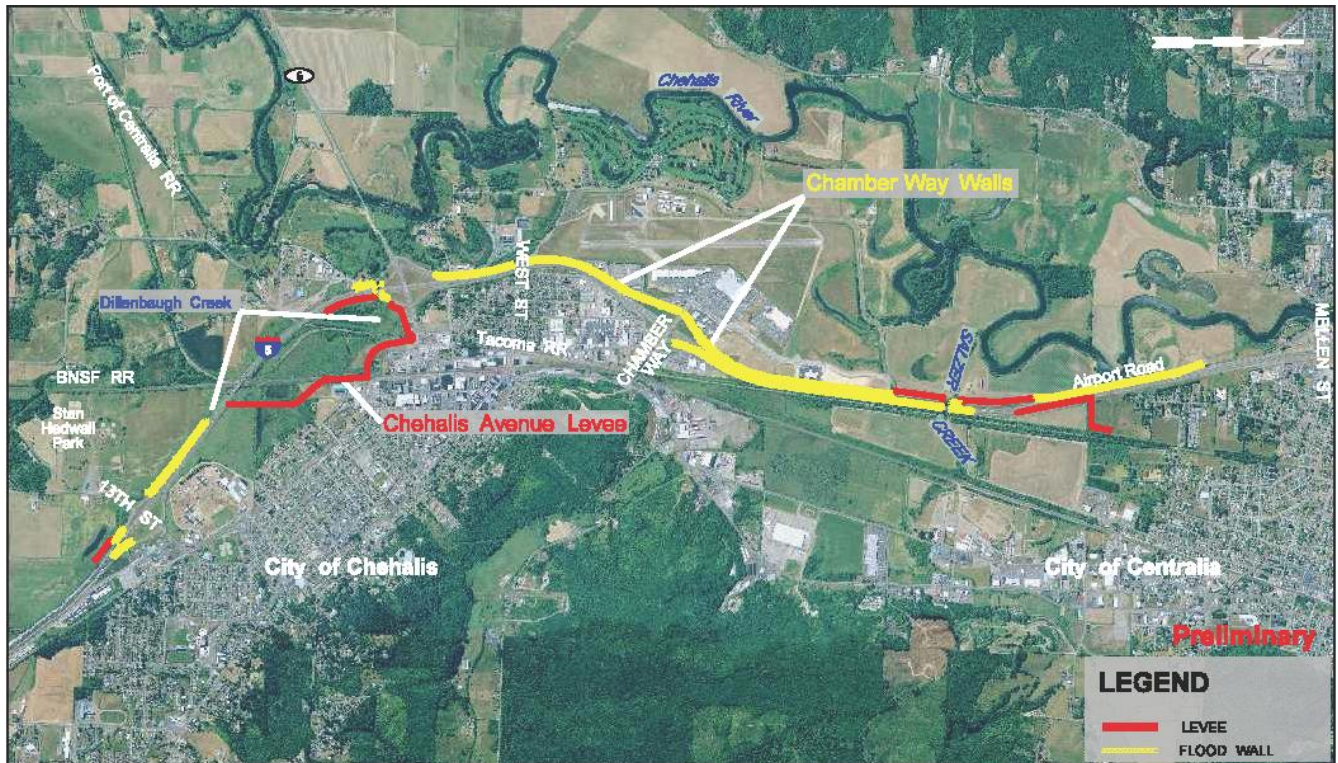 Port of Centralia RR
6
Chehalis
River
Chamber Way Walls
WEST ST
Dillenbaugh Creek
5
Tacoma RR
CHAMBER
WAY
SALZER
CREEK
Airport Road
MELLEN ST
BNSF RR
Stan
Hedwall
Park
Chehalis Avenue Levee
13TH ST
City of Chehalis
City of Centralia
Preliminary
LEGEND
LEVEE
FLOOD WALL